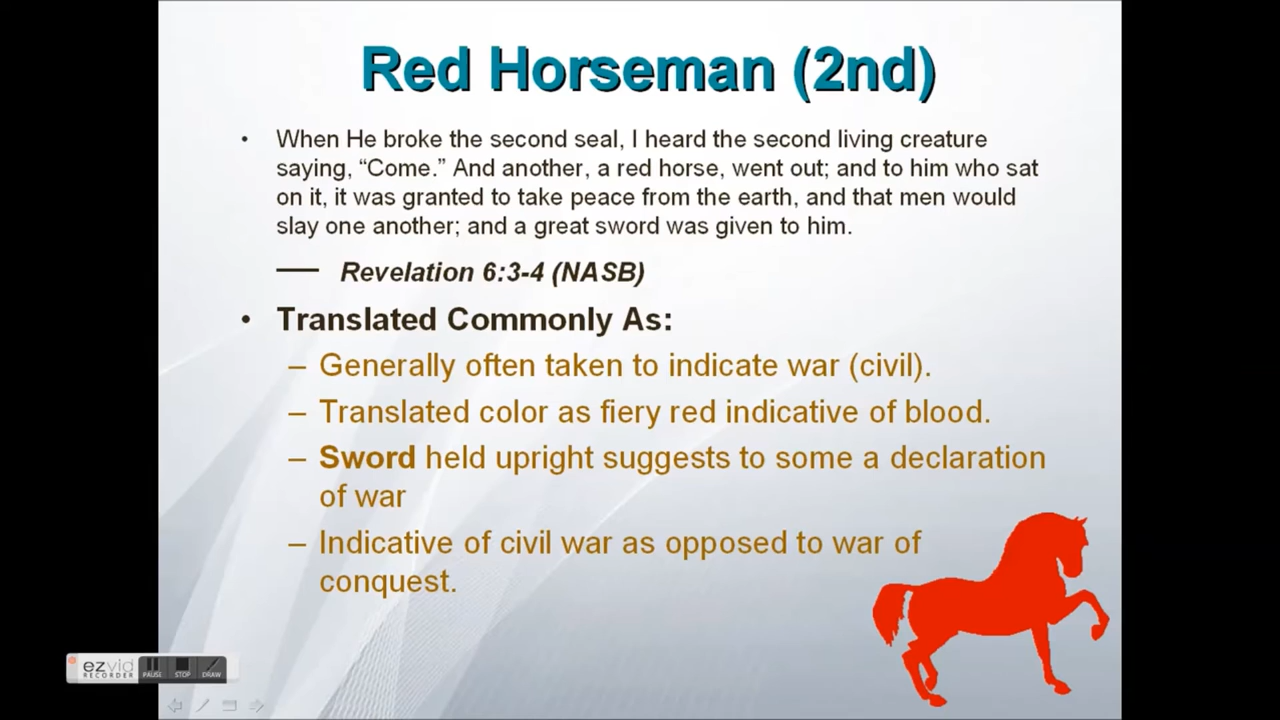 Red Horseman (2nd)
• When He broke the second seal, I heard the second living creature
saying, “Come.” And another, a red horse, went out; and to him who sat
on it, it was granted to take peace from the earth, and that men would
slay one another; and a great sword was given to him.
— Revelation 6:3-4 (NASB)
• Translated Commonly As:
– Generally often taken to indicate war (civil).
– Translated color as fiery red indicative of blood.
– Sword held upright suggests to some a declaration
of war
– Indicative of civil war as opposed to war of
conquest.
ezvid
RECORDER
PAUSE STOP DRAW